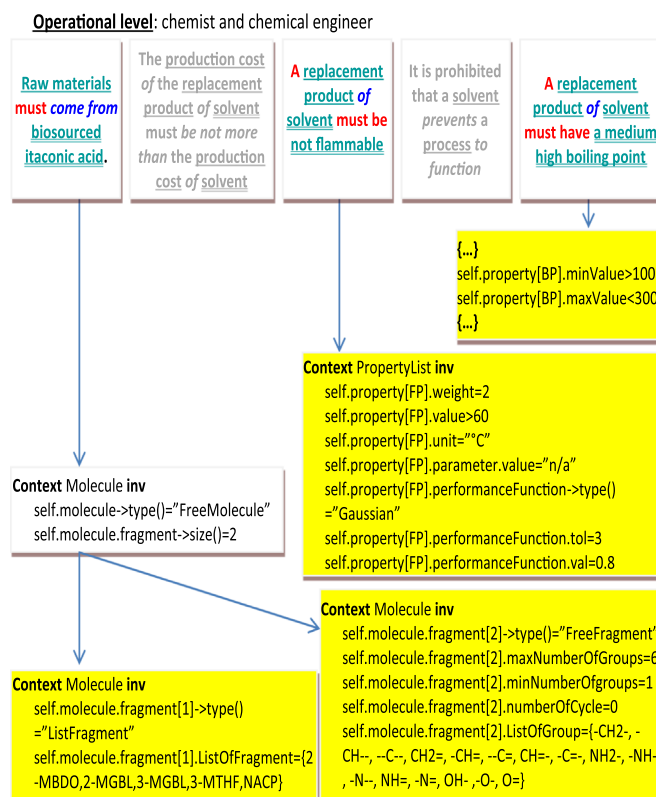 Operational level: chemist and chemical engineer
Raw materials
must come from
biosourced
itaconic acid.
The production cost
of the replacement
product of solvent
must be not more
than the production
cost of solvent
A replacement
product of
solvent must be
not flammable
It is prohibited
that a solvent
prevents a
process to
function
A replacement
product of solvent
must have a medium
high boiling point
{...}
self.property[BP].minValue>100
self.property[BP].maxValue<300
{...}
Context PropertyList inv
self.property[FP].weight=2
self.property[FP].value>60
self.property[FP].unit=”°C”
self.property[FP].parameter.value=”n/a”
self.property[FP].performanceFunction->type()
=”Gaussian”
self.property[FP].performanceFunction.tol=3
self.property[FP].performanceFunction.val=0.8
Context Molecule inv
self.molecule->type()=”FreeMolecule”
self.molecule.fragment->size()=2
Context Molecule inv
self.molecule.fragment[1]->type()
=”ListFragment”
self.molecule.fragment[1].ListOfFragment={2
-MBDO,2-MGBL,3-MGBL,3-MTHF,NACP}
Context Molecule inv
self.molecule.fragment[2]->type()=”FreeFragment”
self.molecule.fragment[2].maxNumberOfGroups=6
self.molecule.fragment[2].minNumberOfgroups=1
self.molecule.fragment[2].numberOfCycle=0
self.molecule.fragment[2].ListOfGroup={-CH2-, -
CH--, --C--, CH2=, -CH=, --C=, CH=-, -C=-, NH2-, -NH-
, -N--, NH=, -N=, OH- ,-O-, O=}